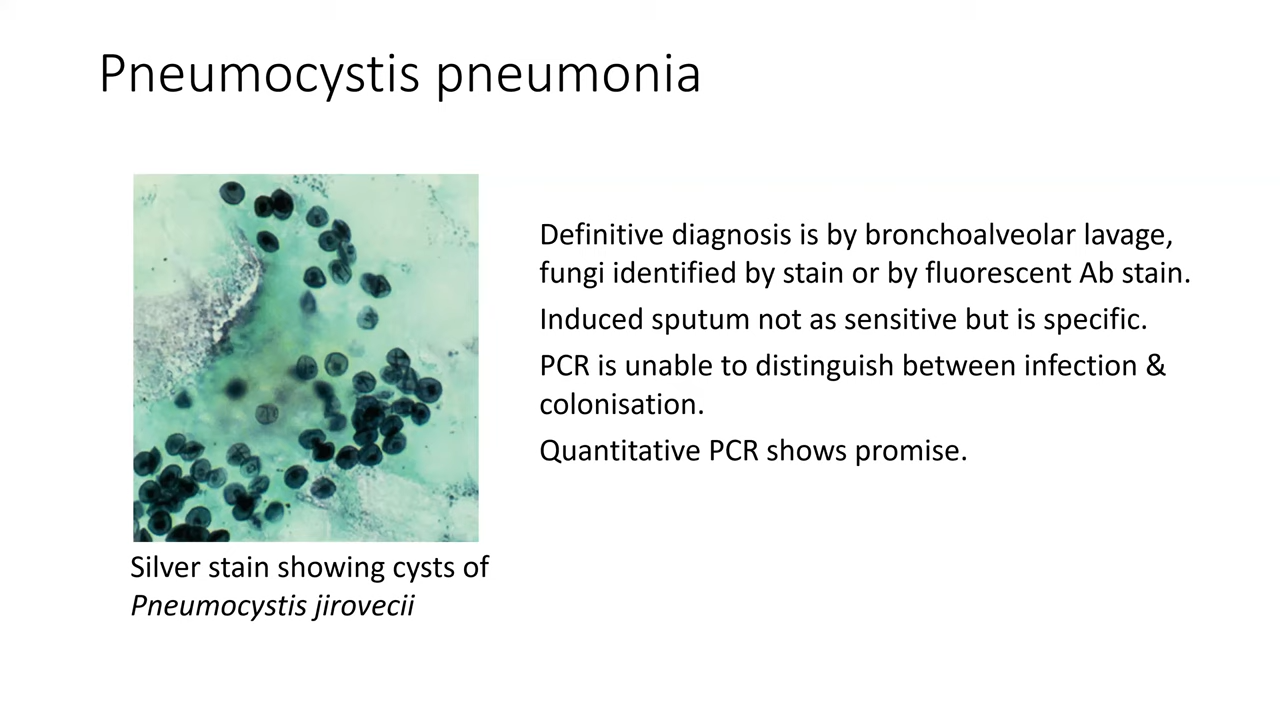 Pneumocystis pneumonia
Definitive diagnosis is by bronchoalveolar lavage,
fungi identified by stain or by fluorescent Ab stain.
Induced sputum not as sensitive but is specific.
PCR is unable to distinguish between infection &
colonisation.
Quantitative PCR shows promise.
Silver stain showing cysts of
Pneumocystis jirovecii